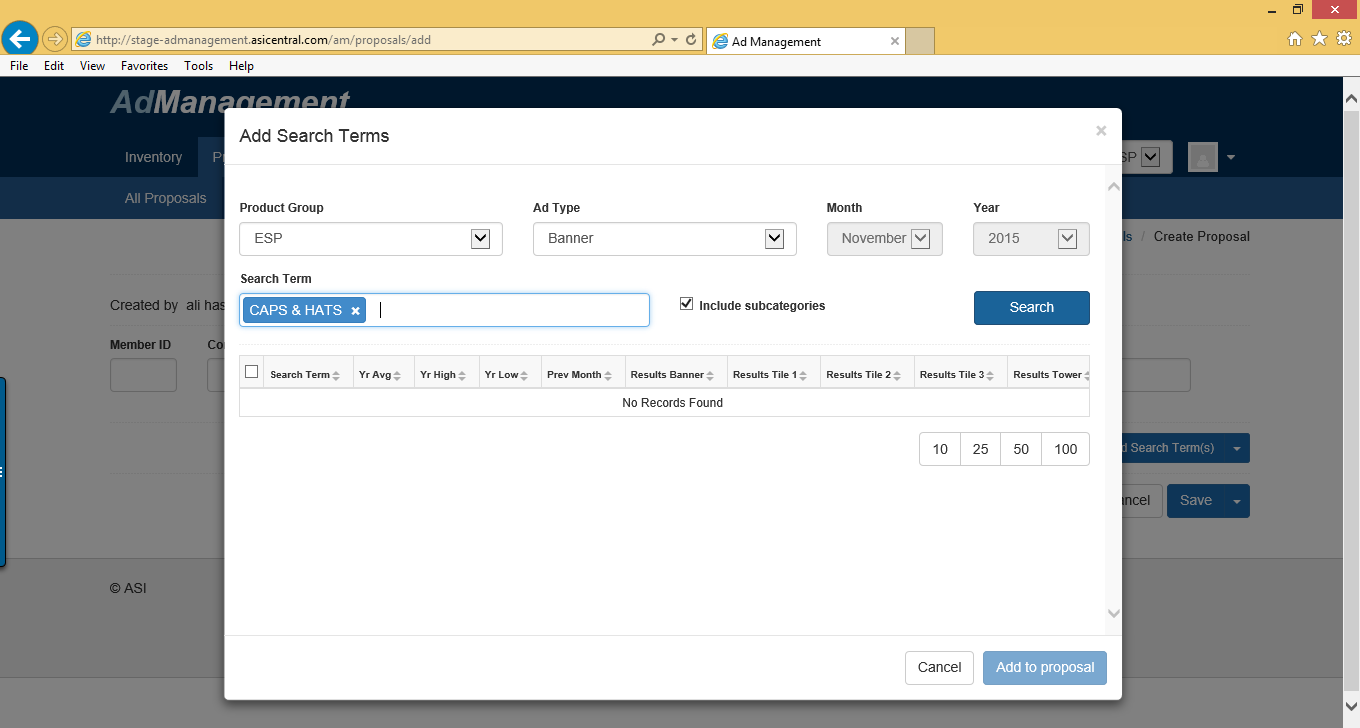 http://stage-admanagement.asicentral.com/am/proposals/add
Ad Management
File Edit View Favorites Tools Help
AdManagement
Add Search Terms
×
Inventory
SP
All Proposals
Product Group Ad Type Month Year
ESP Banner November 2015
ls / Create Proposal
Search Term
CAPS & HATS ×
Include subcategories
Search
Created by ali has
Member ID Co
Search Term Yr Avg Yr High Yr Low Prev Month Results Banner Results Tile 1 Results Tile 2 Results Tile 3 Results Tower
No Records Found
10 25 50 100
d Search Term(s)
ncel Save
© ASI
Cancel Add to proposal